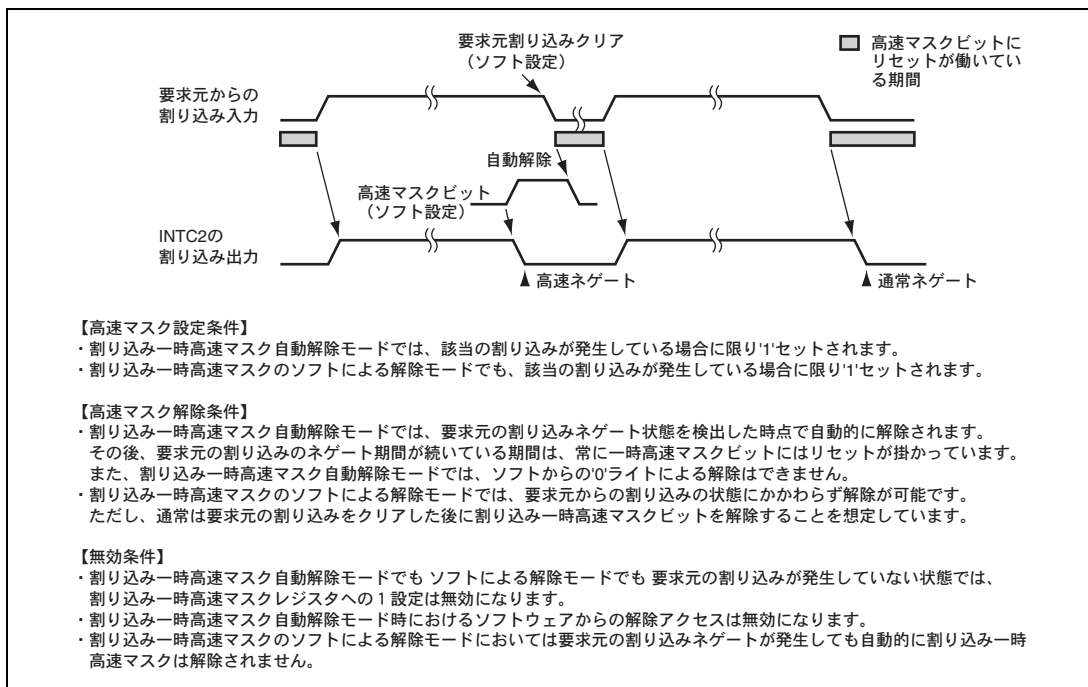 要求元割り込みクリア
（ソフト設定）
高速マスクビットに
リセットが働いてい
る期間
要求元からの
割り込み入力
自動解除
高速マスクビット
（ソフト設定）
INTC2の
割り込み出力
高速ネゲート
通常ネゲート
【高速マスク設定条件】
・割り込み一時高速マスク自動解除モードでは、該当の割り込みが発生している場合に限り'1'セットされます。
・割り込み一時高速マスクのソフトによる解除モードでも、該当の割り込みが発生している場合に限り'1'セットされます。
【高速マスク解除条件】
・割り込み一時高速マスク自動解除モードでは、要求元の割り込みネゲート状態を検出した時点で自動的に解除されます。
その後、要求元の割り込みのネゲート期間が続いている期間は、常に一時高速マスクビットにはリセットが掛かっています。
また、割り込み一時高速マスク自動解除モードでは、ソフトからの'0'ライトによる解除はできません。
・割り込み一時高速マスクのソフトによる解除モードでは、要求元からの割り込みの状態にかかわらず解除が可能です。
ただし、通常は要求元の割り込みをクリアした後に割り込み一時高速マスクビットを解除することを想定しています。
【無効条件】
・割り込み一時高速マスク自動解除モードでも ソフトによる解除モードでも 要求元の割り込みが発生していない状態では、
割り込み一時高速マスクレジスタへの１設定は無効になります。
・割り込み一時高速マスク自動解除モード時におけるソフトウェアからの解除アクセスは無効になります。
・割り込み一時高速マスクのソフトによる解除モードにおいては要求元の割り込みネゲートが発生しても自動的に割り込み一時
高速マスクは解除されません。